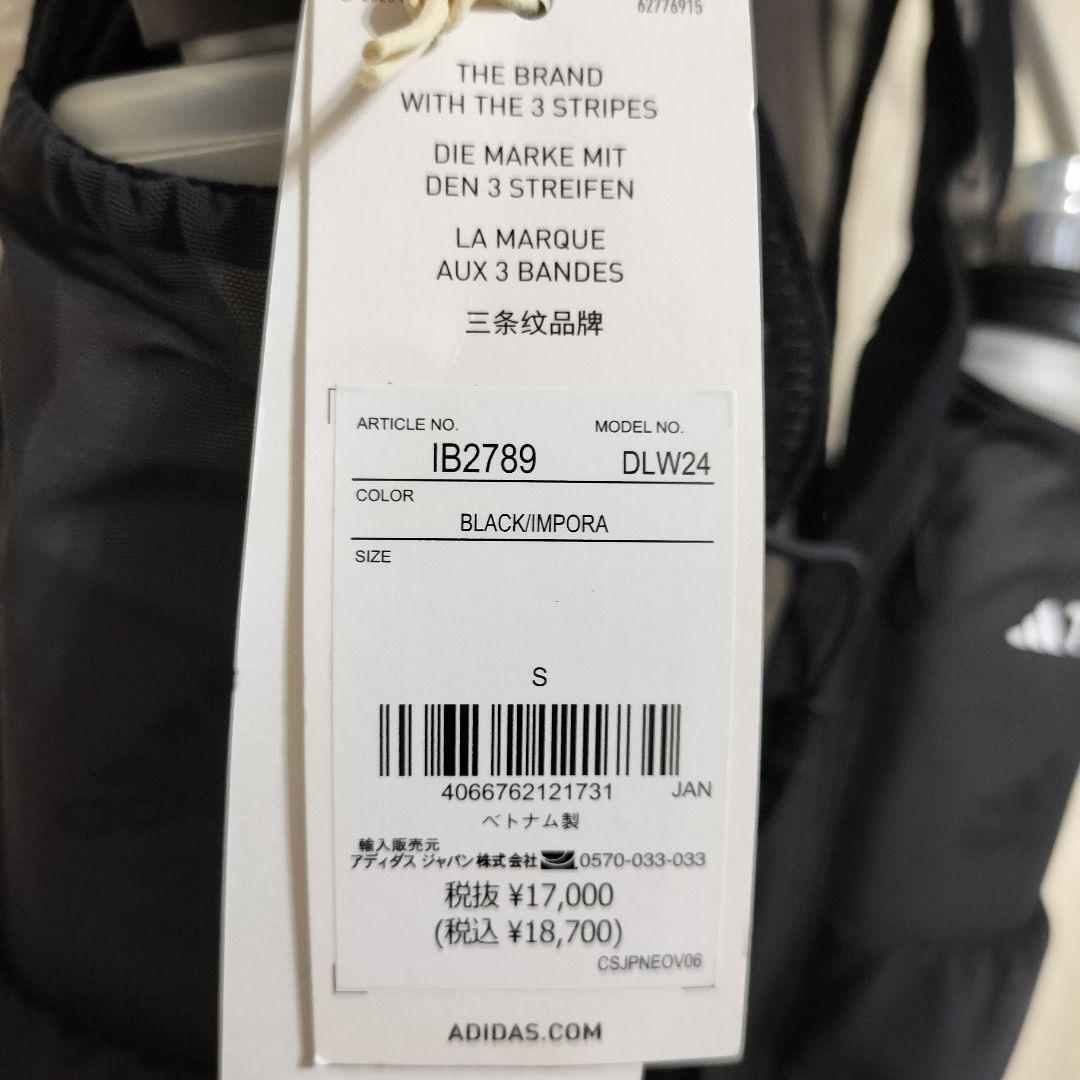 62776915
THE BRAND
WITH THE 3 STRIPES
DIE MARKE MIT
DEN 3 STREIFEN
LA MARQUE
AUX 3 BANDES
三条纹品牌
ARTICLE NO. MODEL NO.
IB2789 DLW24
COLOR
BLACK/IMPORA
SIZE
S
4066762121731 JAN
ベトナム製
輸入販売元
アディダス ジャパン株式会社 0570-033-033
税抜 ¥17,000
(税込 ¥18,700)
CSJPNEOV06
ADIDAS.COM